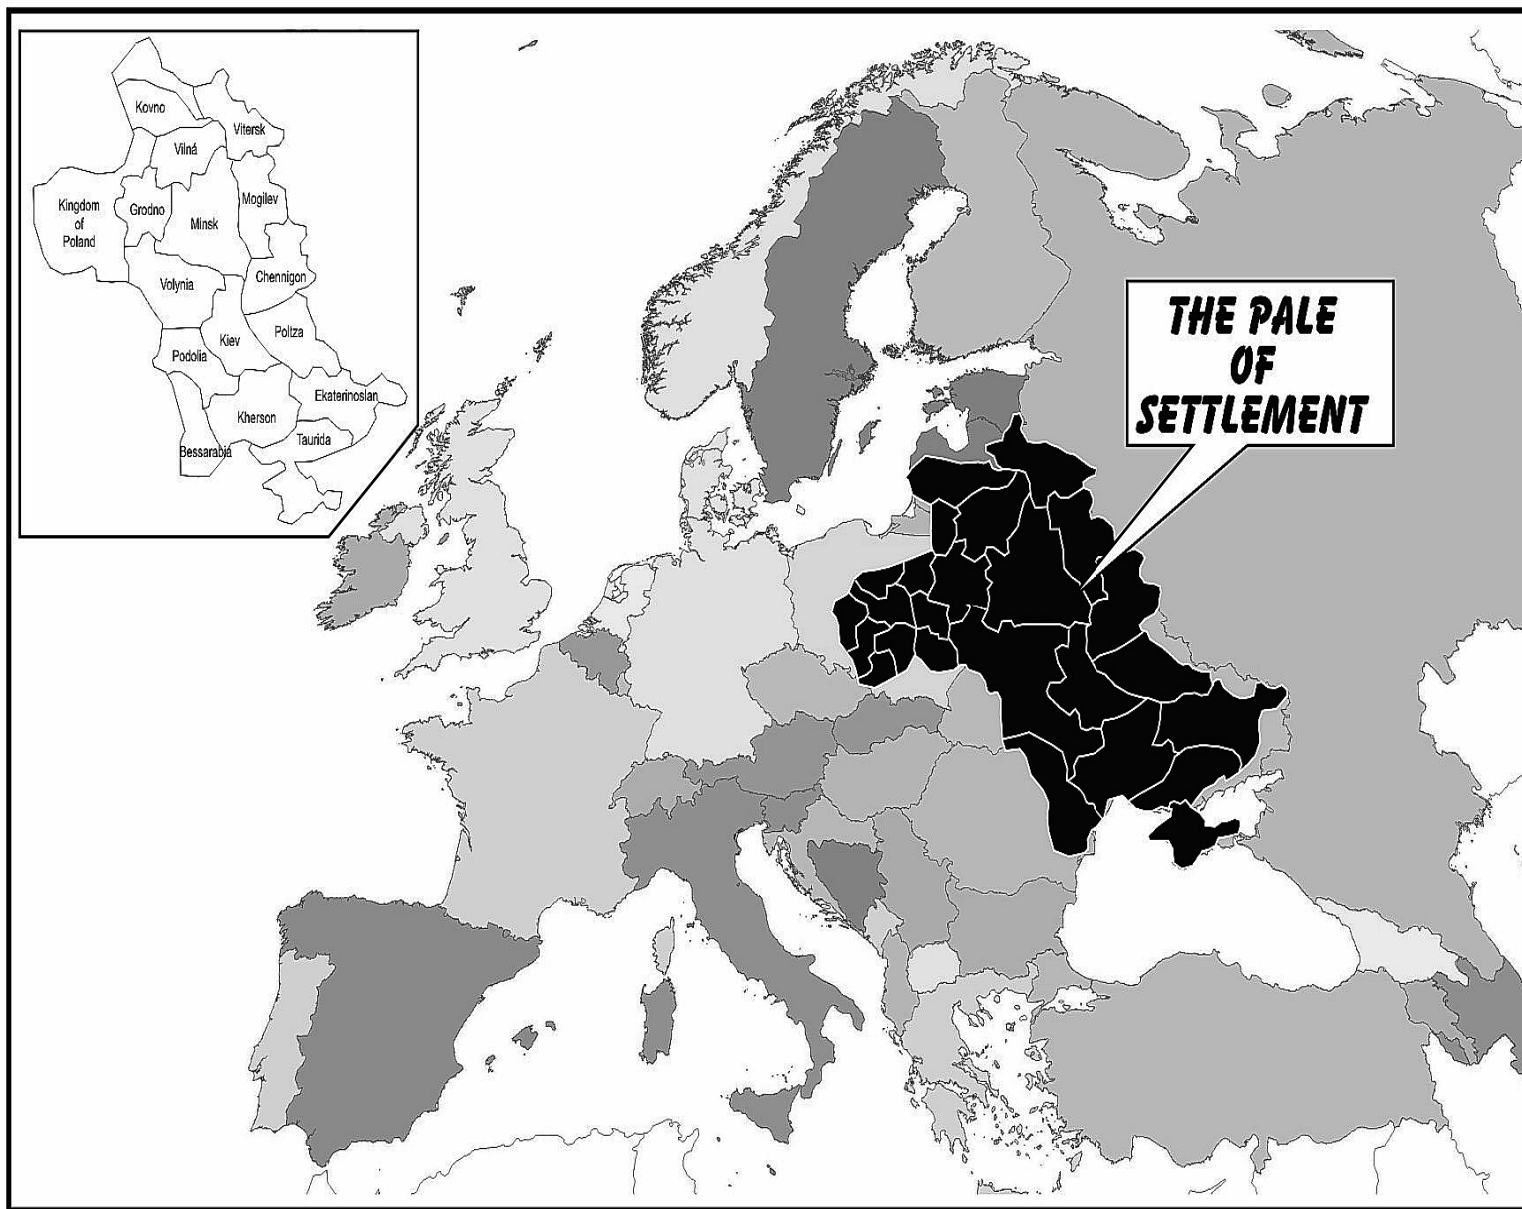 Kovno
Vitersk
Vilná
Kingdom
of
Poland
Grodno
Minsk
Mogilev
Volynia
Chennigon
Podolia
Kiev
Poltza
Kherson
Ekaterinoslan
Taurida
Bessarabia
THE PALE
OF
SETTLEMENT